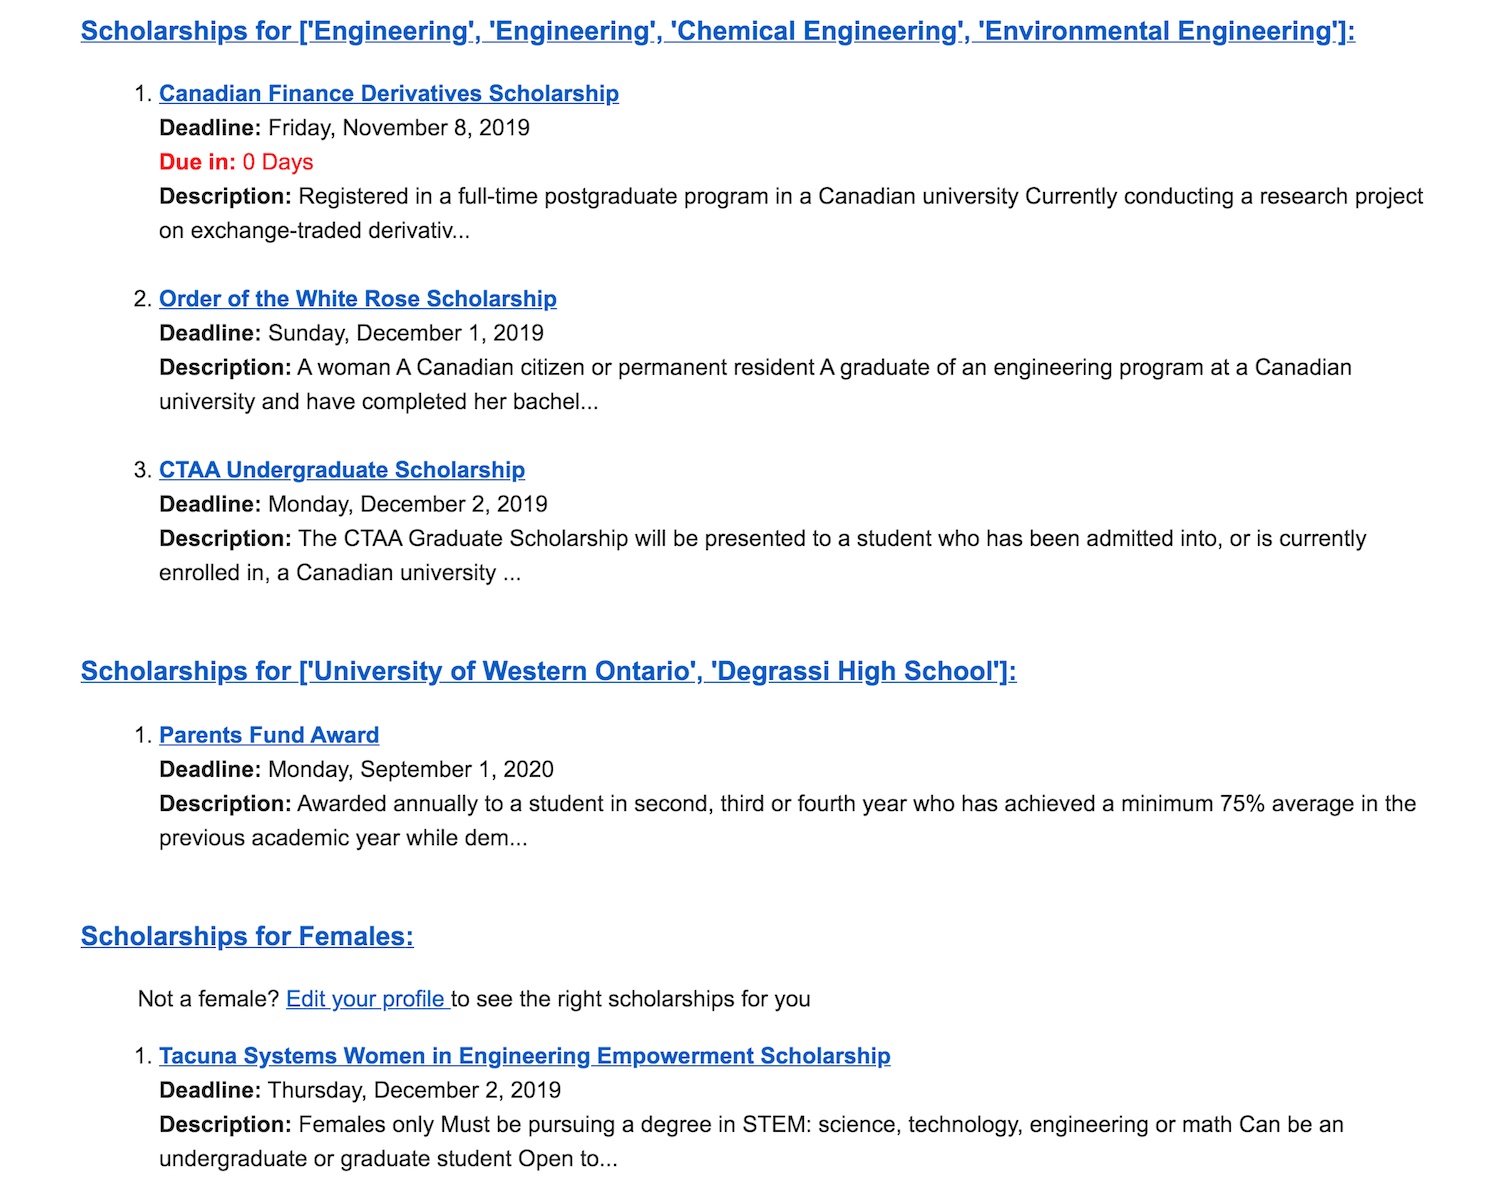 Scholarships for ['Engineering', 'Engineering', 'Chemical Engineering', 'Environmental Engineering']:
1. Canadian Finance Derivatives Scholarship
Deadline: Friday, November 8, 2019
Due in: 0 Days
Description: Registered in a full-time postgraduate program in a Canadian university Currently conducting a research project
on exchange-traded derivativ...
2. Order of the White Rose Scholarship
Deadline: Sunday, December 1, 2019
Description: A woman A Canadian citizen or permanent resident A graduate of an engineering program at a Canadian
university and have completed her bachel...
3. CTAA Undergraduate Scholarship
Deadline: Monday, December 2, 2019
Description: The CTAA Graduate Scholarship will be presented to a student who has been admitted into, or is currently
enrolled in, a Canadian university ...
Scholarships for ['University of Western Ontario', 'Degrassi High School']:
1. Parents Fund Award
Deadline: Monday, September 1, 2020
Description: Awarded annually to a student in second, third or fourth year who has achieved a minimum 75% average in the
previous academic year while dem...
Scholarships for Females:
Not a female? Edit your profile to see the right scholarships for you
1. Tacuna Systems Women in Engineering Empowerment Scholarship
Deadline: Thursday, December 2, 2019
Description: Females only Must be pursuing a degree in STEM: science, technology, engineering or math Can be an
undergraduate or graduate student Open to...